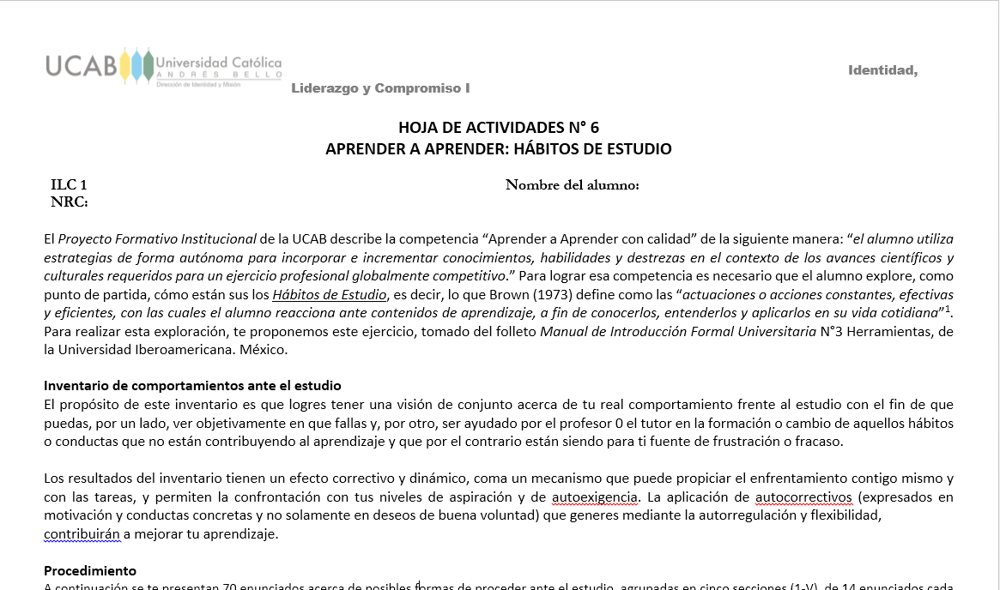 UCAB Universidad Católica
ANDRÉS BELLO
Dirección de Identidad y Misión
Identidad,
Liderazgo y Compromiso I
HOJA DE ACTIVIDADES N° 6
APRENDER A APRENDER: HÁBITOS DE ESTUDIO
ILC 1 Nombre del alumno:
NRC:
El Proyecto Formativo Institucional de la UCAB describe la competencia “Aprender a Aprender con calidad” de la siguiente manera: “el alumno utiliza
estrategias de forma autónoma para incorporar e incrementar conocimientos, habilidades y destrezas en el contexto de los avances científicos y
culturales requeridos para un ejercicio profesional globalmente competitivo.” Para lograr esa competencia es necesario que el alumno explore, como
punto de partida, cómo están sus los Hábitos de Estudio, es decir, lo que Brown (1973) define como las “actuaciones o acciones constantes, efectivas
y eficientes, con las cuales el alumno reacciona ante contenidos de aprendizaje, a fin de conocerlos, entenderlos y aplicarlos en su vida cotidiana”1.
Para realizar esta exploración, te proponemos este ejercicio, tomado del folleto Manual de Introducción Formal Universitaria N°3 Herramientas, de
la Universidad Iberoamericana. México.
Inventario de comportamientos ante el estudio
El propósito de este inventario es que logres tener una visión de conjunto acerca de tu real comportamiento frente al estudio con el fin de que
puedas, por un lado, ver objetivamente en que fallas y, por otro, ser ayudado por el profesor 0 el tutor en la formación o cambio de aquellos hábitos
o conductas que no están contribuyendo al aprendizaje y que por el contrario están siendo para ti fuente de frustración o fracaso.
Los resultados del inventario tienen un efecto correctivo y dinámico, coma un mecanismo que puede propiciar el enfrentamiento contigo mismo y
con las tareas, y permiten la confrontación con tus niveles de aspiración y de autoexigencia. La aplicación de autocorrectivos (expresados en
motivación y conductas concretas y no solamente en deseos de buena voluntad) que generes mediante la autorregulación y flexibilidad,
contribuirán a mejorar tu aprendizaje.
Procedimiento
A continuación se te presentan 70 enunciados acerca de posibles formas de proceder ante el estudio, agrupadas en cinco secciones (1-V), de 14 enunciados cada